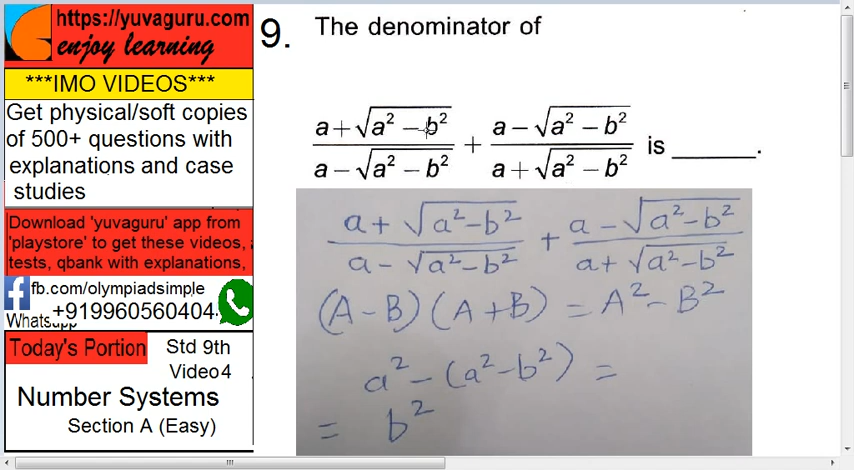 https://yuvaguru.com
enjoy learning
***IMO VIDEOS***
Get physical/soft copies
of 500+ questions with
explanations and case
studies
Download 'yuvaguru' app from
'playstore' to get these videos,
tests, qbank with explanations,
fb.com/olympiadsimple
+919960560404
Whatsapp
Today's Portion
Std 9th
Video4
Number Systems
Section A (Easy)
9. The denominator of
(a+√(a² − b²))/(a − √(a² − b²)) + (a − √(a² − b²))/(a + √(a² − b²)) is ______.
(a + √(a² − b²))/(a − √(a² − b²)) + (a − √(a² − b²))/(a + √(a² − b²))
(A − B) (A + B) = A² − B²
a² − (a² − b²) =
= b²